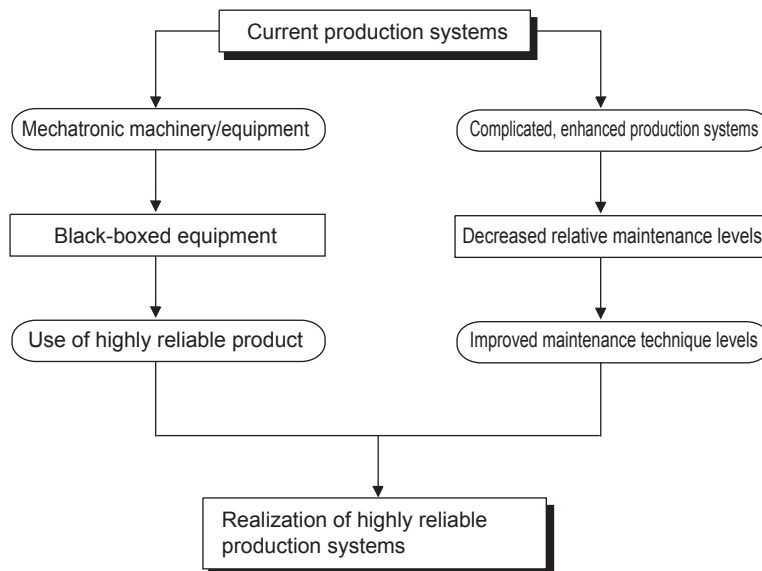 Current production systems
Mechatronic machinery/equipment
Complicated, enhanced production systems
Black-boxed equipment
Decreased relative maintenance levels
Use of highly reliable product
Improved maintenance technique levels
Realization of highly reliable
production systems